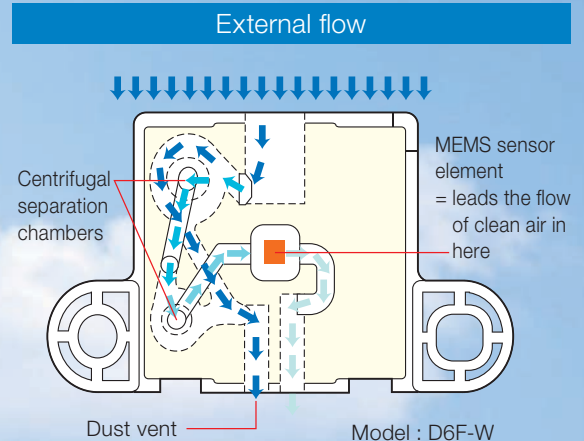 External flow
Centrifugal
separation
chambers
MEMS sensor
element
= leads the flow
of clean air in
here
Dust vent
Model : D6F-W